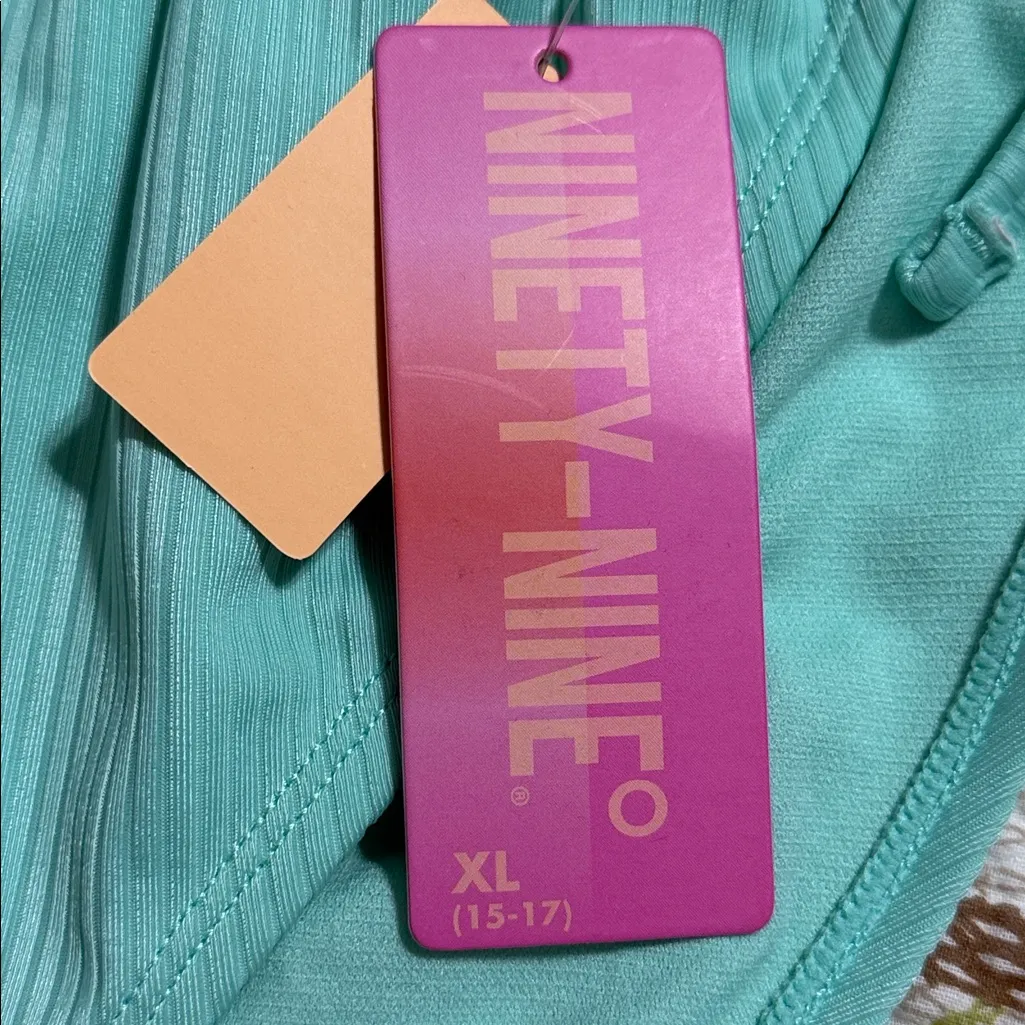 NINETY-NINE°
®
XL
(15-17)